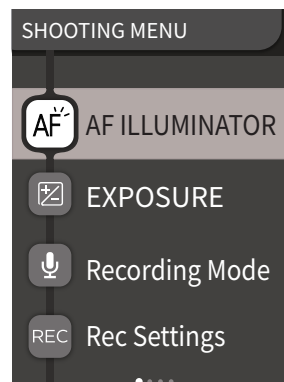 SHOOTING MENU
AF AF ILLUMINATOR
EXPOSURE
Recording Mode
REC Rec Settings